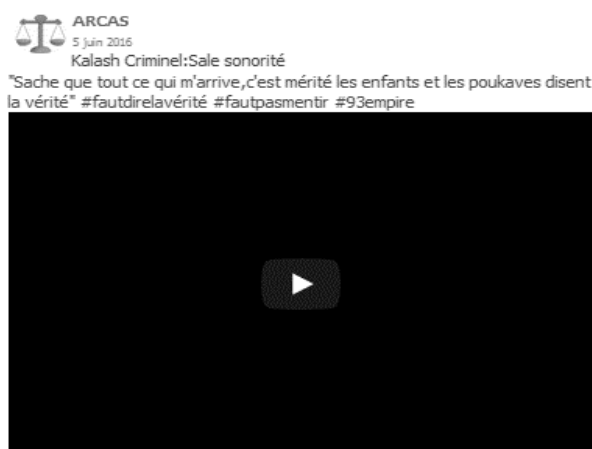 ARCAS
5 juin 2016
Kalash Criminel:Sale sonorité
"Sache que tout ce qui m'arrive,c'est mérité les enfants et les poukaves disent
la vérité" #fautdirelavérité #fautpasmentir #93empire